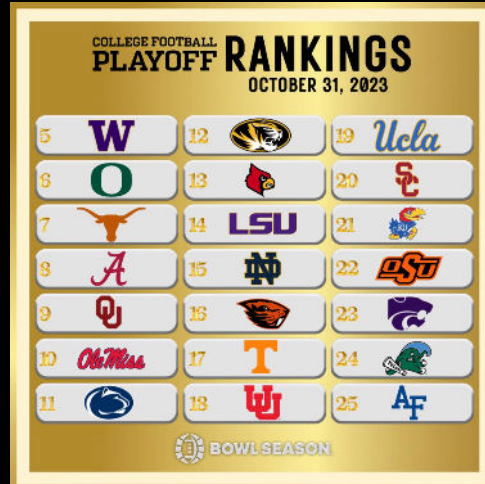 COLLEGE FOOTBALL
PLAYOFF RANKINGS
OCTOBER 31, 2023
5 W
6 O
7
8 A
9 OU
10 Ole Miss
11
12
13
14 LSU
15 ND
16
17 T
18 UU
19 Ucla
20 SC
21 KU
22 OSU
23
24
25 AF
BOWL SEASON